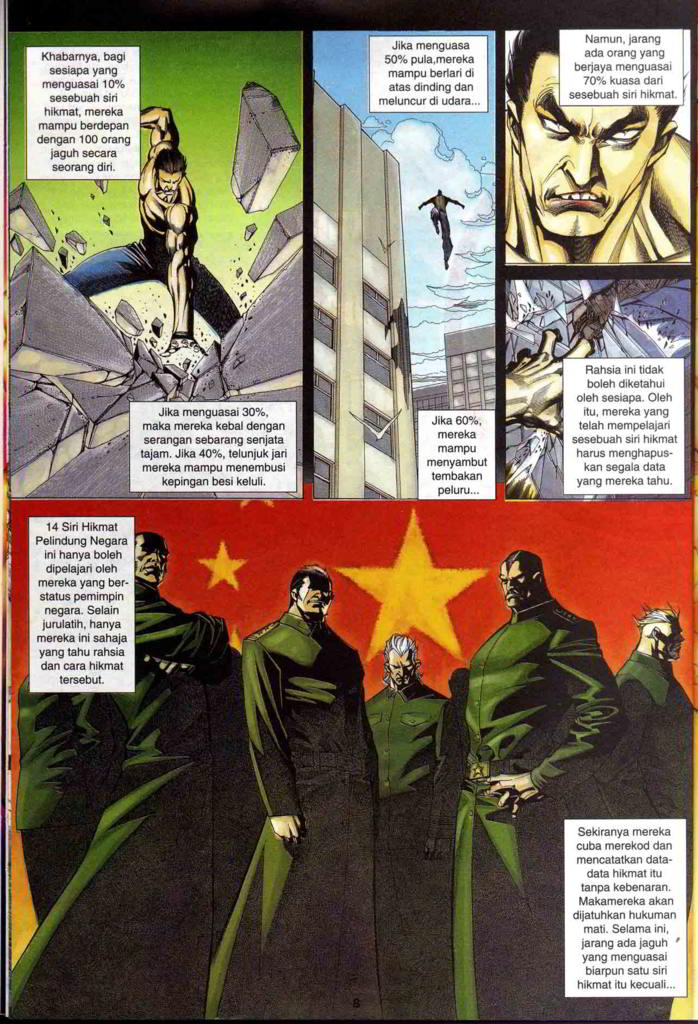 Khabarnya, bagi
sesiapa yang
menguasai 10%
sesebuah siri
hikmat, mereka
mampu berdepan
dengan 100 orang
jaguh secara
seorang diri.
Jika menguasai 30%,
maka mereka kebal dengan
serangan sebarang senjata
tajam. Jika 40%, telunjuk jari
mereka mampu menembusi
kepingan besi keluli.
Jika menguasa
50% pula,mereka
mampu berlari di
atas dinding dan
meluncur di udara...
Jika 60%,
mereka
mampu
menyambut
tembakan
peluru...
Namun, jarang
ada orang yang
berjaya menguasai
70% kuasa dari
sesebuah siri hikmat.
Rahsia ini tidak
boleh diketahui
oleh sesiapa. Oleh
itu, mereka yang
telah mempelajari
sesebuah siri hikmat
harus menghapus-
kan segala data
yang mereka tahu.
14 Siri Hikmat
Pelindung Negara
ini hanya boleh
dipelajari oleh
mereka yang ber-
status pemimpin
negara. Selain
jurulatih, hanya
mereka ini sahaja
yang tahu rahsia
dan cara hikmat
tersebut.
Sekiranya mereka
cuba merekod dan
mencatatkan data-
data hikmat itu
tanpa kebenaran.
Makamereka akan
dijatuhkan hukuman
mati. Selama ini,
jarang ada jaguh
yang menguasai
biarpun satu siri
hikmat itu kecuali...
8